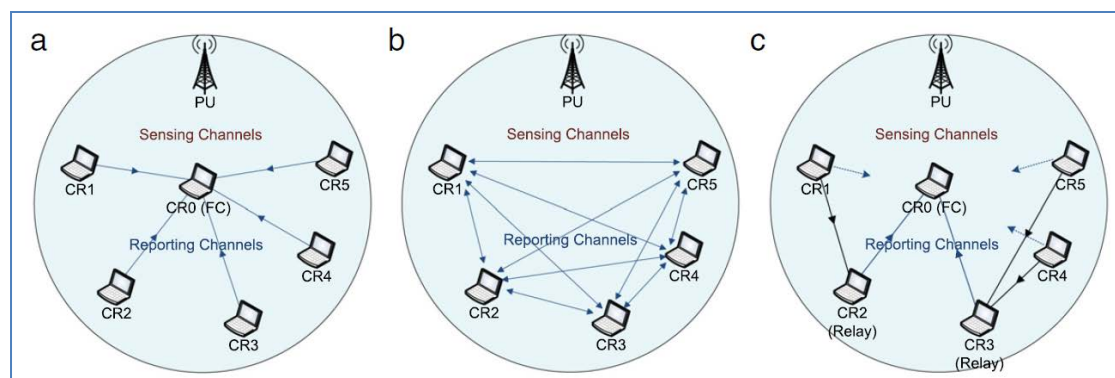 a
PU
Sensing Channels
CR1
CR5
CR0 (FC)
Reporting Channels
CR4
CR2
CR3
b
PU
Sensing Channels
CR1
CR5
Reporting Channels
CR4
CR2
CR3
c
PU
Sensing Channels
CR1
CR5
CR0 (FC)
Reporting Channels
CR4
CR2
(Relay)
CR3
(Relay)